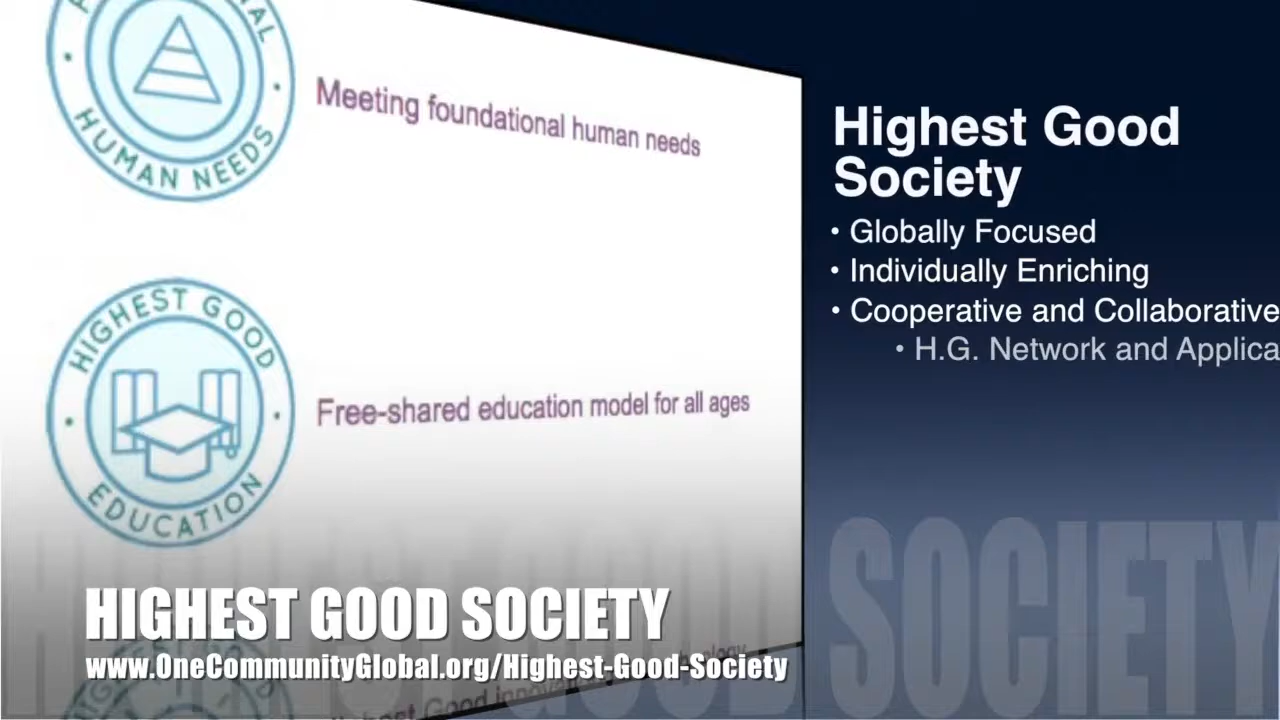 HUMAN NEEDS
Meeting foundational human needs
HIGHEST GOOD
EDUCATION
Free-shared education model for all ages
Highest Good
Society
• Globally Focused
• Individually Enriching
• Cooperative and Collaborative
• H.G. Network and Applica
SOCIETY
HIGHEST GOOD SOCIETY
www.OneCommunityGlobal.org/Highest-Good-Society